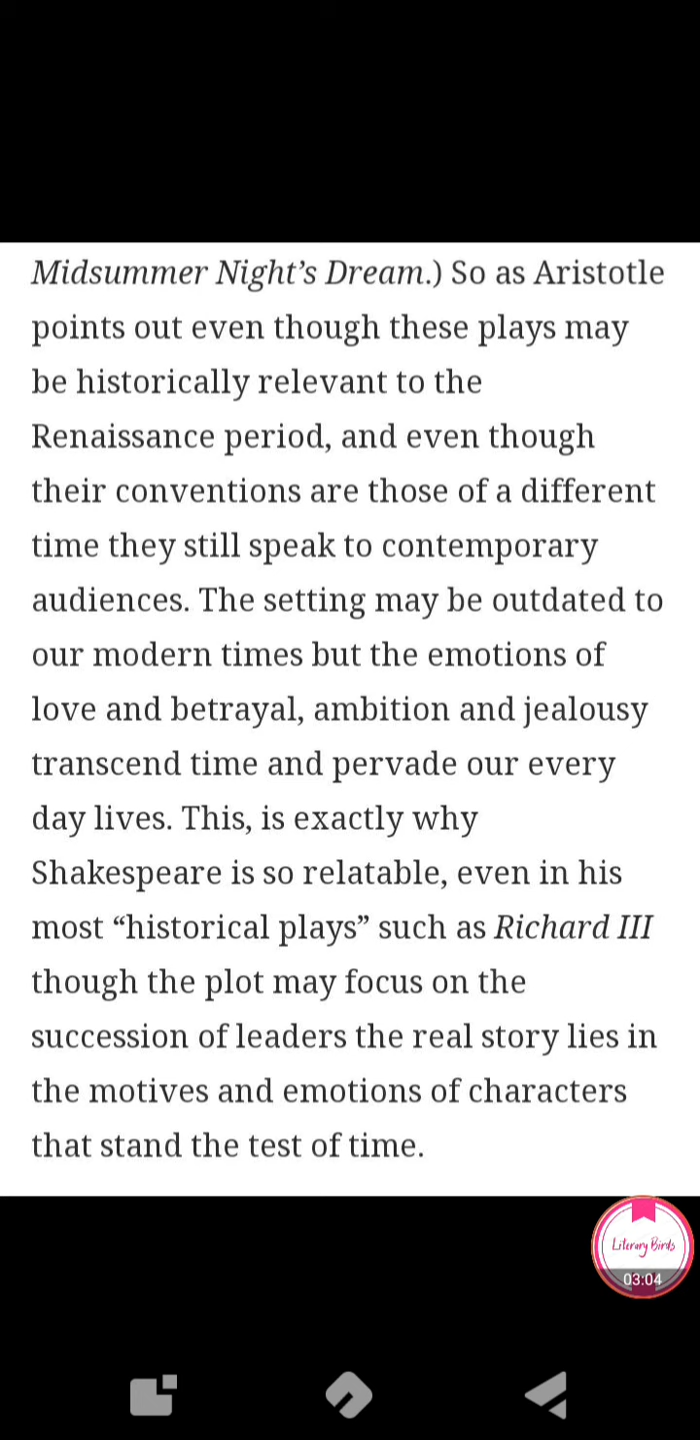 Midsummer Night’s Dream.) So as Aristotle
points out even though these plays may
be historically relevant to the
Renaissance period, and even though
their conventions are those of a different
time they still speak to contemporary
audiences. The setting may be outdated to
our modern times but the emotions of
love and betrayal, ambition and jealousy
transcend time and pervade our every
day lives. This, is exactly why
Shakespeare is so relatable, even in his
most “historical plays” such as Richard III
though the plot may focus on the
succession of leaders the real story lies in
the motives and emotions of characters
that stand the test of time.
Literary Birds
03:04